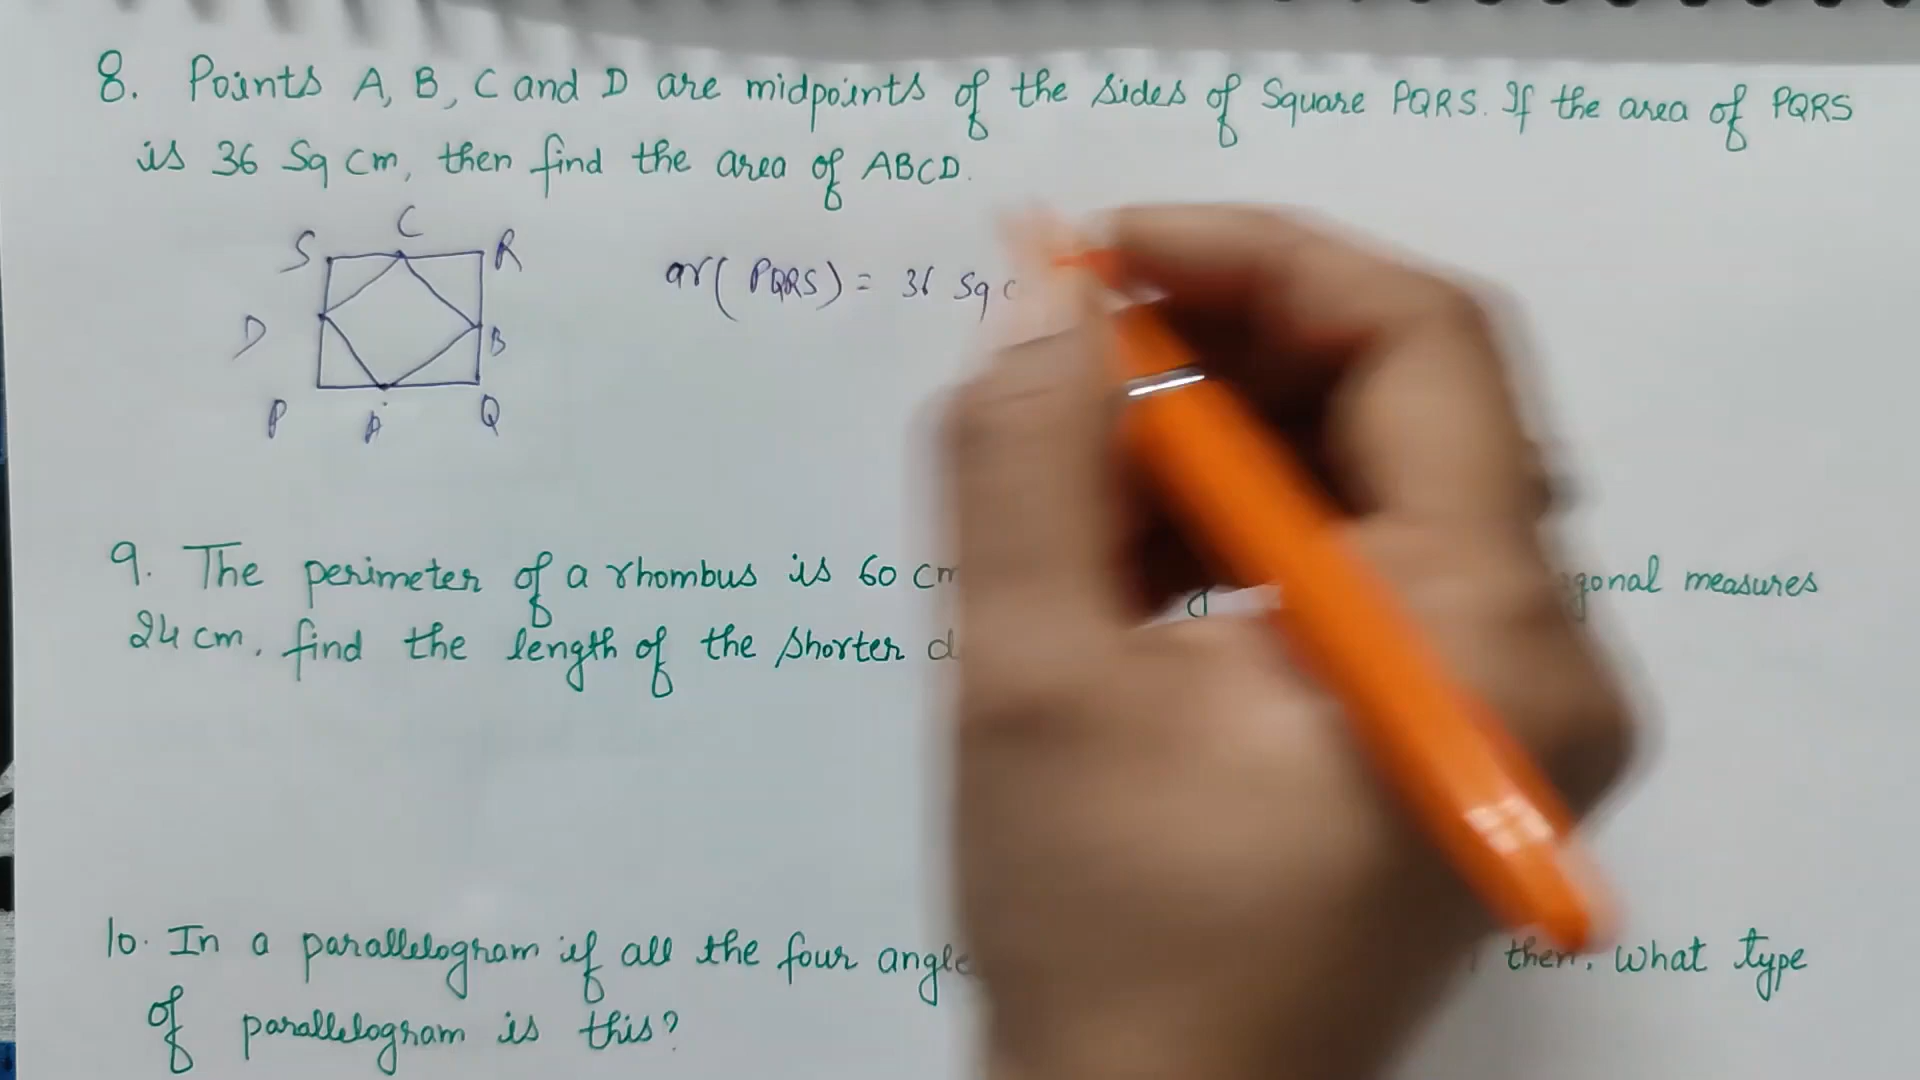 8. Points A, B, C and D are midpoints of the sides of Square PQRS. If the area of PQRS
is 36 Sq cm, then find the area of ABCD.
S C R
ar( PQRS) = 36 Sq c
D B
P A Q
9. The perimeter of a rhombus is 60 cm measures
24 cm. find the length of the shorter
10. In a parallelogram if all the four then, what type
of parallelogram is this?